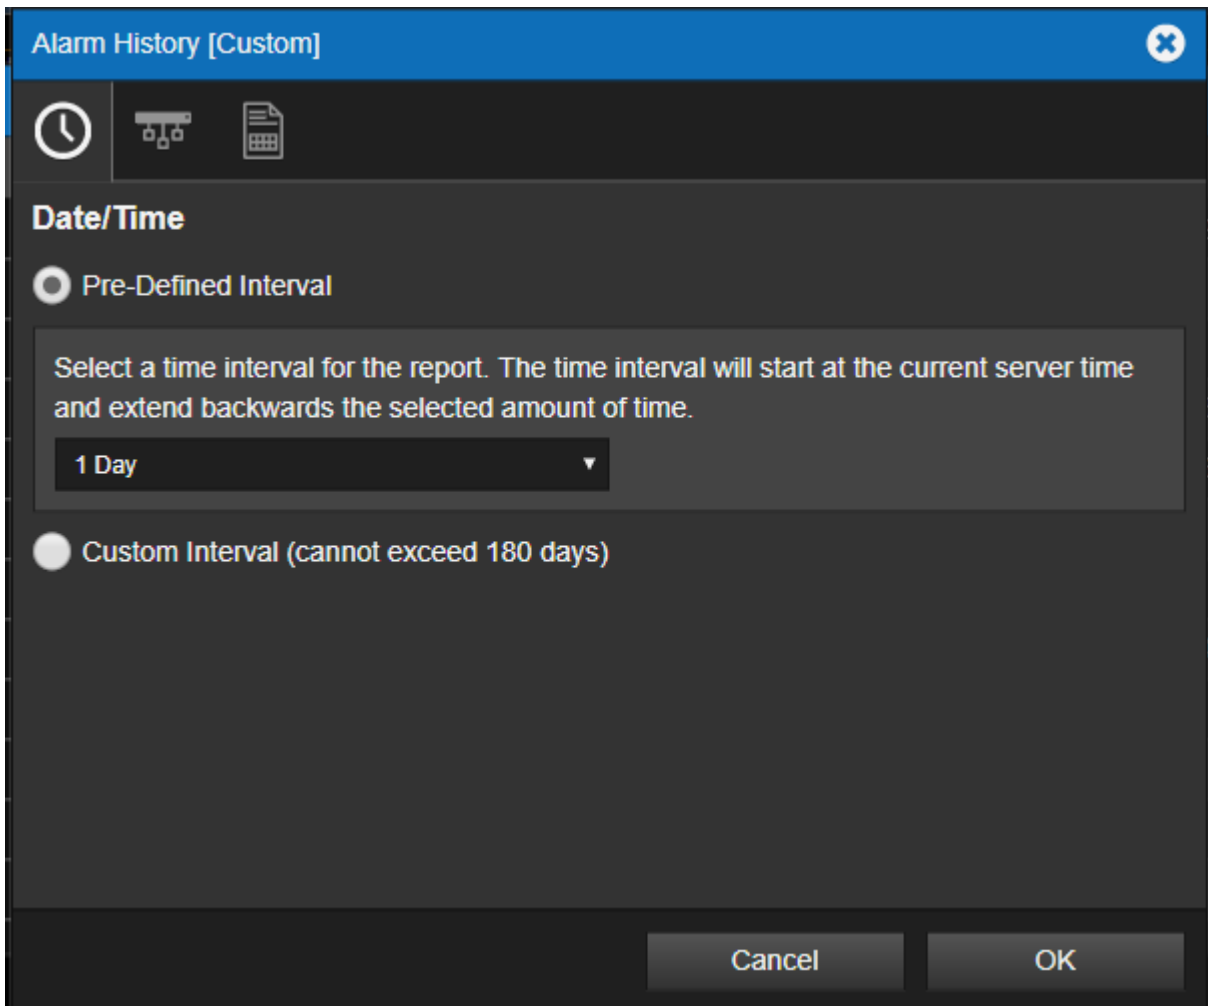 Alarm History [Custom]
Date/Time
Pre-Defined Interval
Select a time interval for the report. The time interval will start at the current server time
and extend backwards the selected amount of time.
1 Day
Custom Interval (cannot exceed 180 days)
Cancel
OK